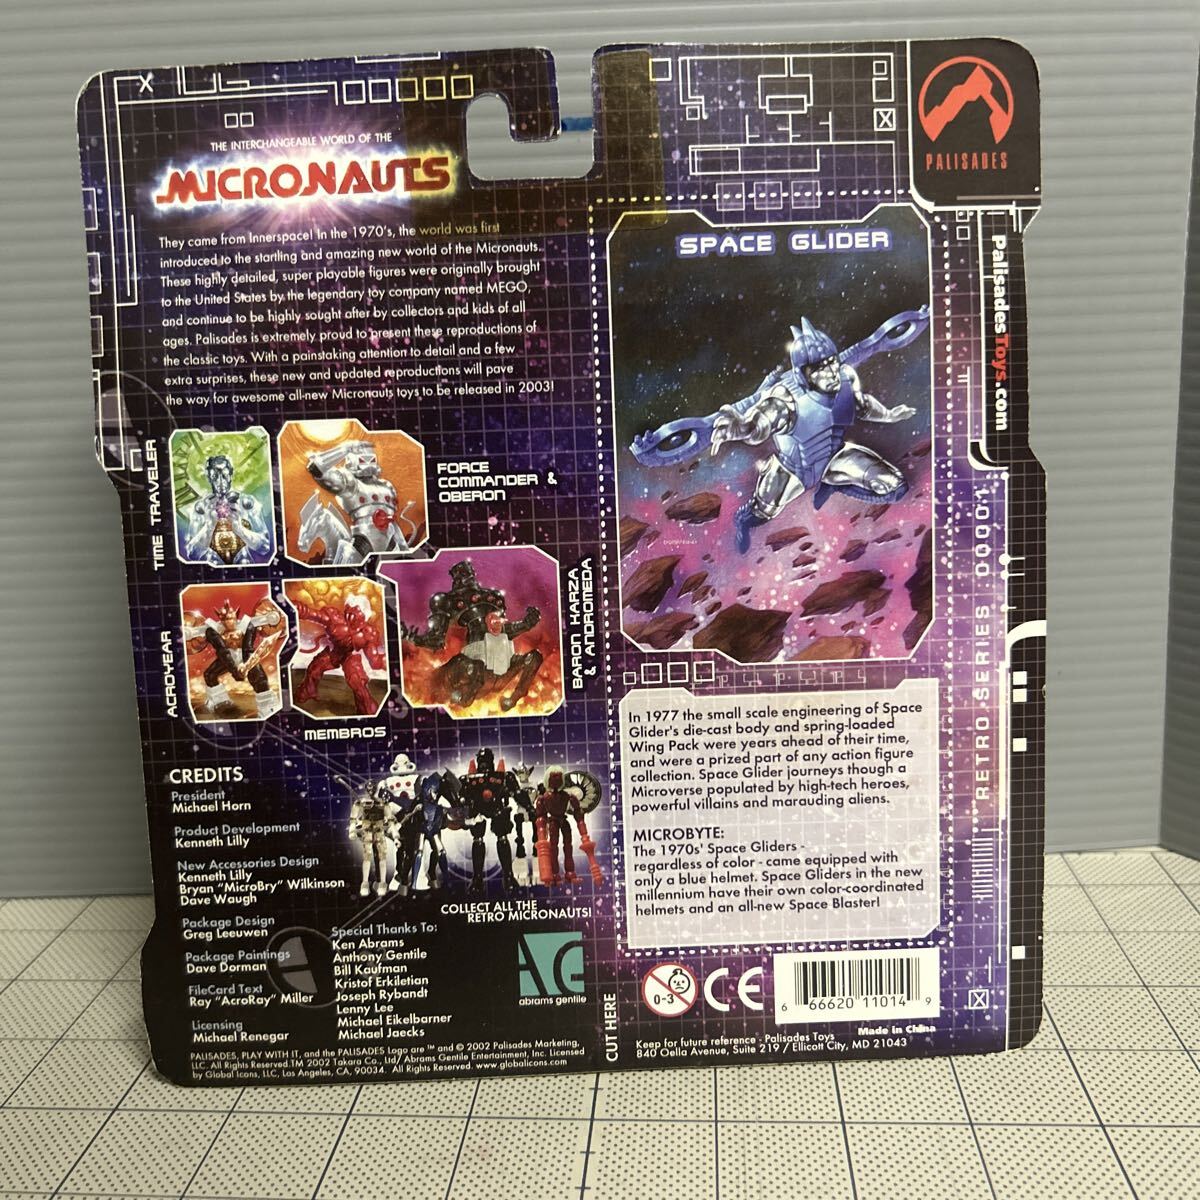 THE INTERCHANGEABLE WORLD OF THE
MICRONAUTS
They came from Innerspace! In the 1970's, the world was first
introduced to the startling and amazing new world of the Micronauts.
These highly detailed, super playable figures were originally brought
to the United States by the legendary toy company named MEGO,
and continue to be highly sought after by collectors and kids of all
ages. Palisades is extremely proud to present these reproductions of
the classic toys. With a painstaking attention to detail and a few
extra surprises, these new and updated reproductions will pave
the way for awesome all-new Micronauts toys to be released in 2003!
TIME TRAVELER
FORCE
COMMANDER &
OBERON
ACROYEAR
MEMBROS
BARON KARZA
& ANDROMEDA
CREDITS
President
Michael Horn
Product Development
Kenneth Lilly
New Accessories Design
Kenneth Lilly
Bryan "MicroBry" Wilkinson
Dave Waugh
Package Design
Greg Leeuwen
Package Paintings
Dave Dorman
FileCard Text
Ray "AcroRay" Miller
Licensing
Michael Renegar
COLLECT ALL THE
RETRO MICRONAUTS!
Special Thanks To:
Ken Abrams
Anthony Gentile
Bill Kaufman
Kristof Erkiletian
Joseph Rybandt
Lenny Lee
Michael Eikelbarner
Michael Jaecks
AG
abrams gentile
PALISADES, PLAY WITH IT, and the PALISADES Logo are ™ and © 2002 Palisades Marketing,
LLC. All Rights Reserved.TM 2002 Takara Co., Ltd/ Abrams Gentile Entertainment, Inc. Licensed
by Global Icons, LLC, Los Angeles, CA, 90034. All Rights Reserved. www.globalicons.com
CUT HERE
PALISADES
palisadesToys.com
SPACE GLIDER
RETRO SERIES 00001
In 1977 the small scale engineering of Space
Glider's die-cast body and spring-loaded
Wing Pack were years ahead of their time,
and were a prized part of any action figure
collection. Space Glider journeys though a
Microverse populated by high-tech heroes,
powerful villains and marauding aliens.
MICROBYTE:
The 1970s' Space Gliders -
regardless of color - came equipped with
only a blue helmet. Space Gliders in the new
millennium have their own color-coordinated
helmets and an all-new Space Blaster!
0-3
CE
6 66620 11014 9
Made in China
Keep for future reference - Palisades Toys
840 Oella Avenue, Suite 219 / Ellicott City, MD 21043